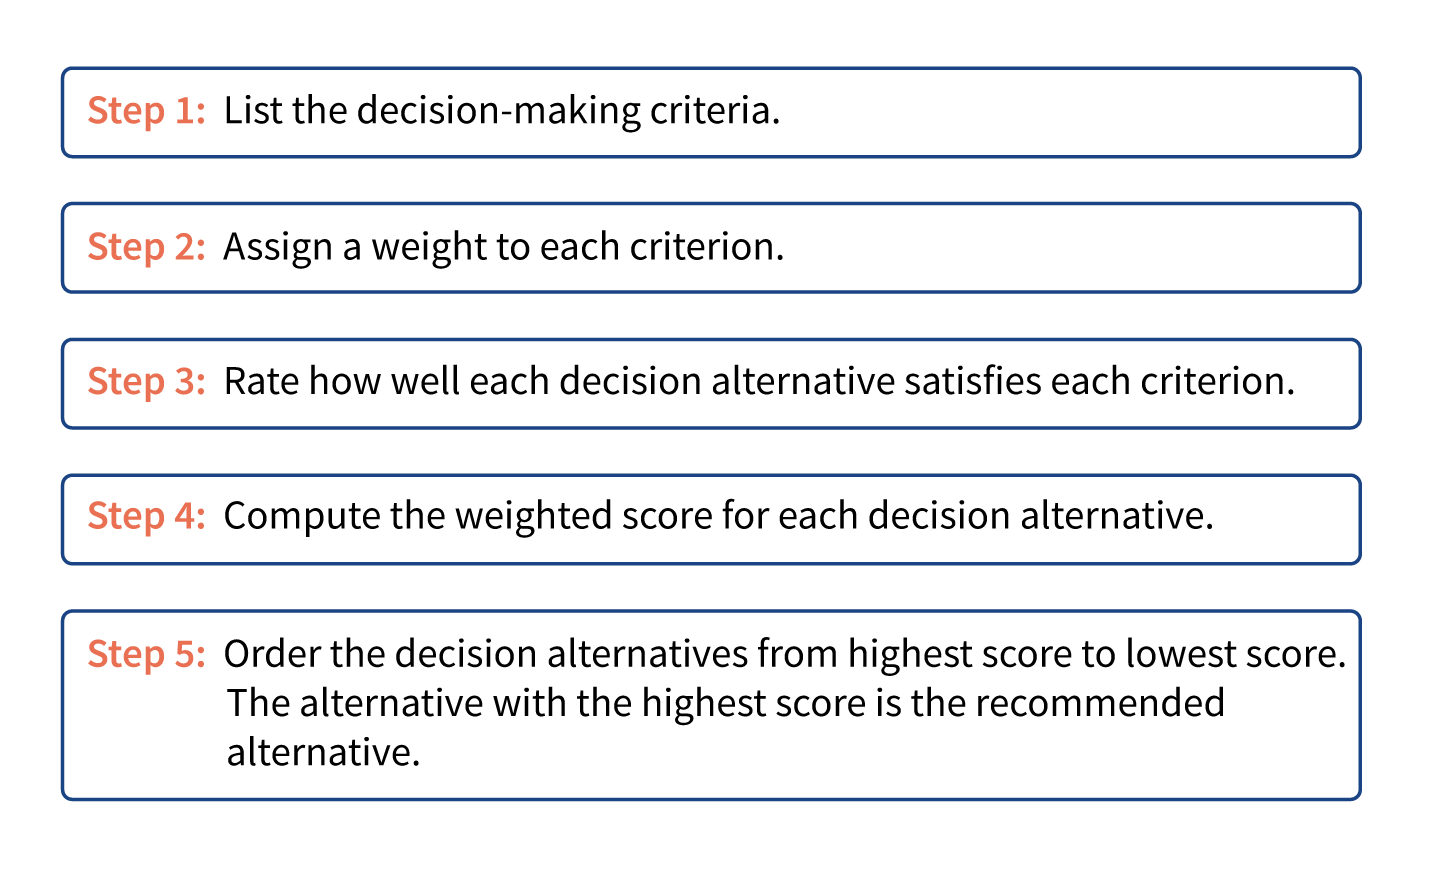 Step 1: List the decision-making criteria.
Step 2: Assign a weight to each criterion.
Step 3: Rate how well each decision alternative satisfies each criterion.
Step 4: Compute the weighted score for each decision alternative.
Step 5: Order the decision alternatives from highest score to lowest score.
The alternative with the highest score is the recommended
alternative.